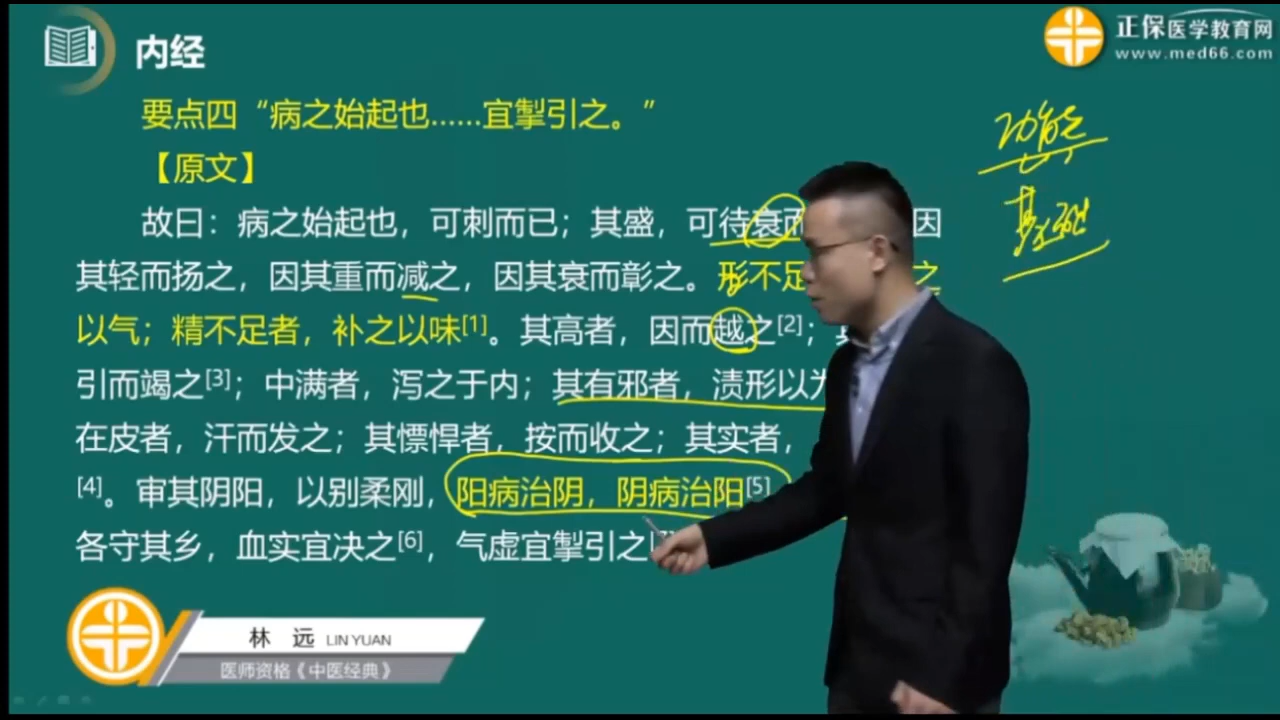 内经
正保医学教育网
www.med66.com
要点四“病之始起也……宜掣引之。”
【原文】
故曰：病之始起也，可刺而已；其盛，可待衰而 因
其轻而扬之，因其重而减之，因其衰而彰之。形不足 之
以气；精不足者，补之以味[1]。其高者，因而越之[2]；
引而竭之[3]；中满者，泻之于内；其有邪者，渍形以为
在皮者，汗而发之；其慓悍者，按而收之；其实者，
[4]。审其阴阳，以别柔刚，阳病治阴，阴病治阳[5]
各守其乡，血实宜决之[6]，气虚宜掣引之
功能
基础
林 远 LIN YUAN
医师资格《中医经典》